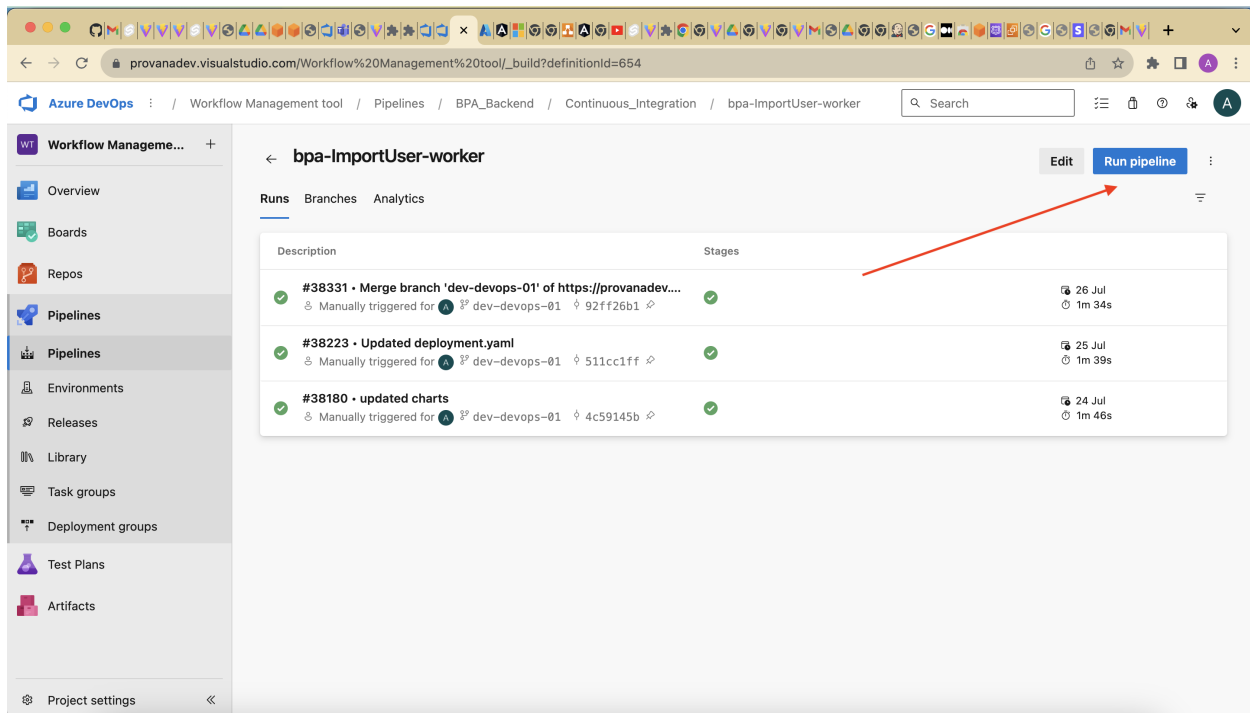 provanadev.visualstudio.com/Workflow%20Management%20tool/_build?definitionId=654
A
Azure DevOps / Workflow Management tool / Pipelines / BPA_Backend / Continuous_Integration / bpa-ImportUser-worker Search A
WT Workflow Manageme... +
Overview
Boards
Repos
Pipelines
Pipelines
Environments
Releases
Library
Task groups
Deployment groups
Test Plans
Artifacts
Project settings
bpa-ImportUser-worker
Edit Run pipeline
Runs Branches Analytics
Description Stages
#38331 • Merge branch 'dev-devops-01' of https://provanadev....
Manually triggered for A dev-devops-01 92ff26b1
26 Jul
1m 34s
#38223 • Updated deployment.yaml
Manually triggered for A dev-devops-01 511cc1ff
25 Jul
1m 39s
#38180 • updated charts
Manually triggered for A dev-devops-01 4c59145b
24 Jul
1m 46s